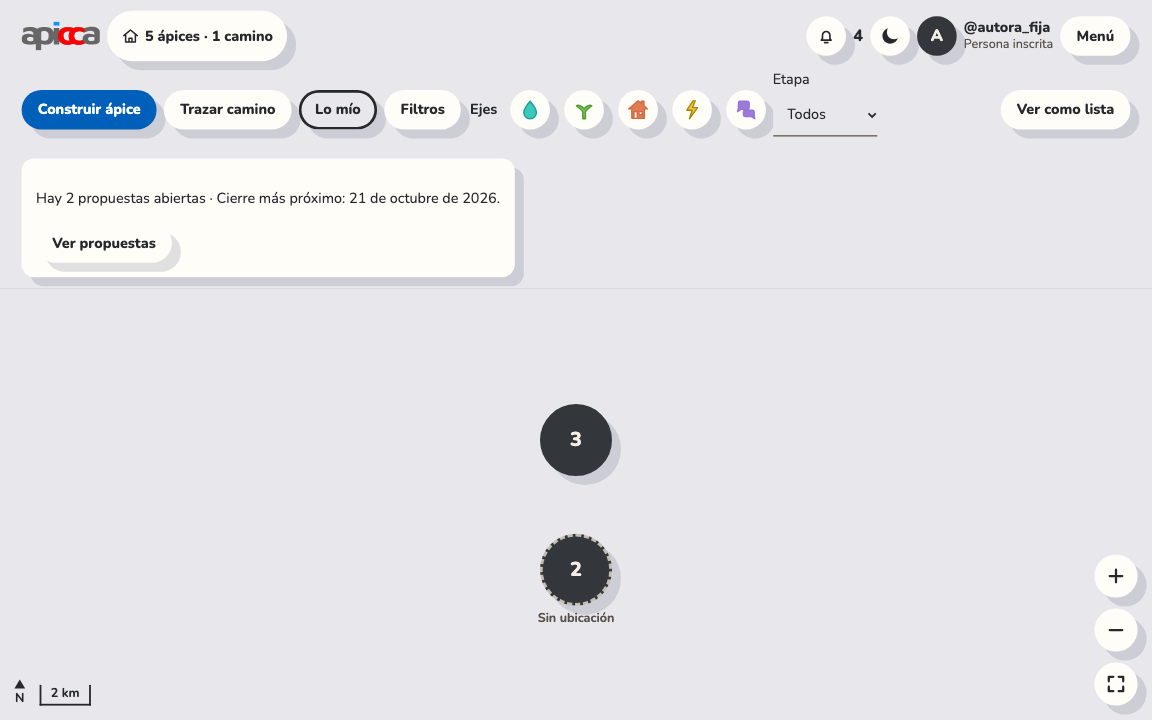 apicca
5 ápices · 1 camino
4
A
@autora_fija
Persona inscrita
Menú
Construir ápice
Trazar camino
Lo mío
Filtros
Ejes
Etapa
Todos
Ver como lista
Hay 2 propuestas abiertas · Cierre más próximo: 21 de octubre de 2026.
Ver propuestas
3
2
Sin ubicación
N
2 km